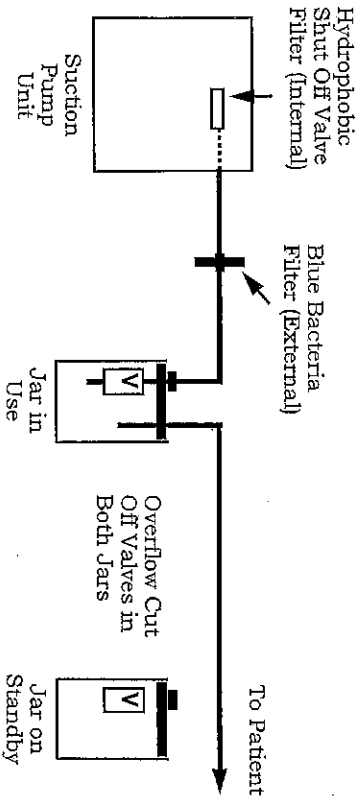 Hydrophobic
Shut Off Valve
Filter (Internal)
Suction
Pump
Unit
Blue Bacteria
Filter (External)
V
Jar in
Use
Overflow Cut
Off Valves in
Both Jars
To Patient
V
Jar on
Standby